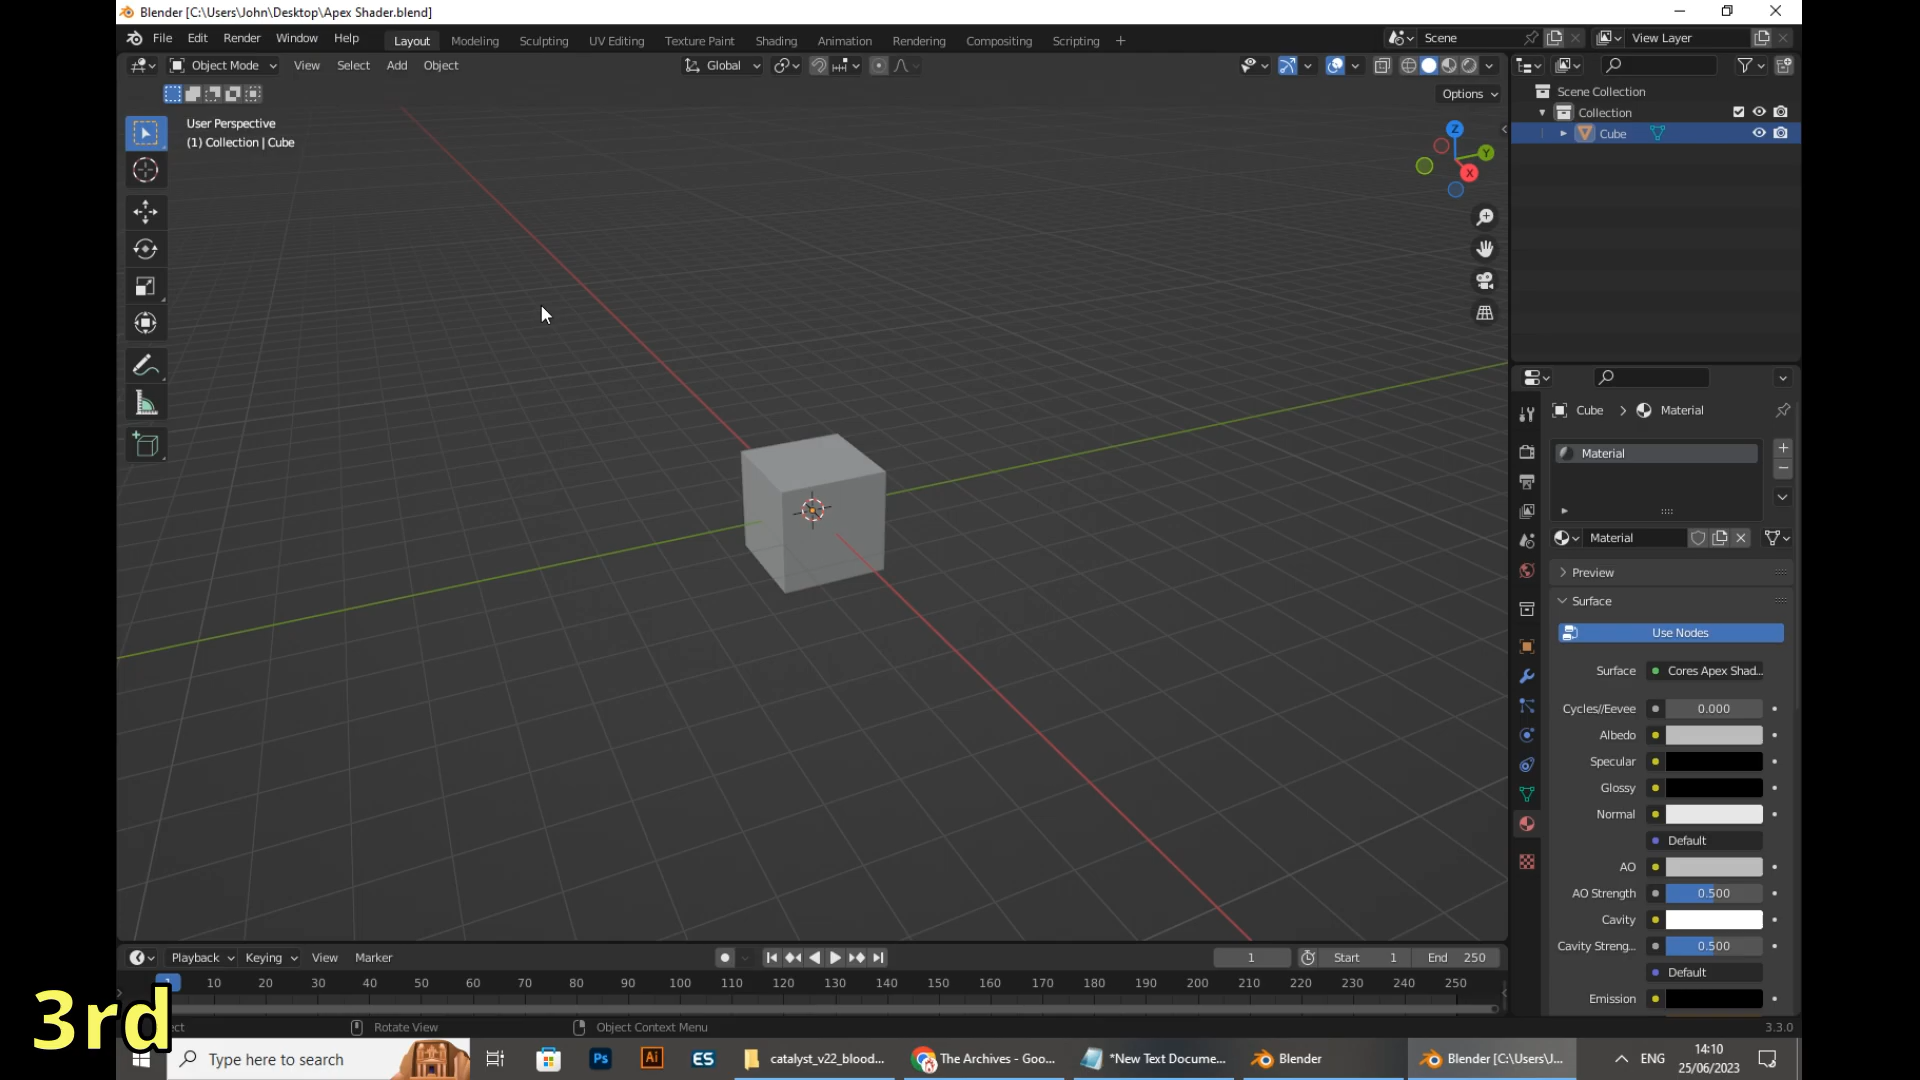 Blender [C:\Users\John\Desktop\Apex Shader.blend]
File Edit Render Window Help Layout Modeling Sculpting UV Editing Texture Paint Shading Animation Rendering Compositing Scripting + Scene View Layer
Object Mode View Select Add Object Global
Options
User Perspective
(1) Collection | Cube
Z
Y
X
Scene Collection
Collection
Cube
Cube > Material
Material
Material
Preview
Surface
Use Nodes
Surface Cores Apex Shad...
Cycles//Eevee 0.000
Albedo
Specular
Glossy
Normal
Default
AO
AO Strength 0.500
Cavity
Cavity Streng... 0.500
Default
Emission
Playback Keying View Marker 1 Start 1 End 250
1 10 20 30 40 50 60 70 80 90 100 110 120 130 140 150 160 170 180 190 200 210 220 230 240 250
3rd
ect Rotate View Object Context Menu 3.3.0
Type here to search Ps Ai ES catalyst_v22_blood... The Archives - Goo... *New Text Docume... Blender Blender [C:\Users\J... ENG 14:10
25/06/2023